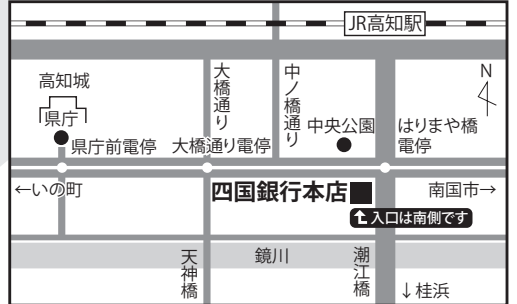 JR高知駅
高知城
県庁
県庁前電停
大橋通り
大橋通り電停
中ノ橋通り
中央公園
はりまや橋
電停
N
←いの町
四国銀行本店
南国市→
入口は南側です
天神橋
鏡川
潮江橋
↓桂浜